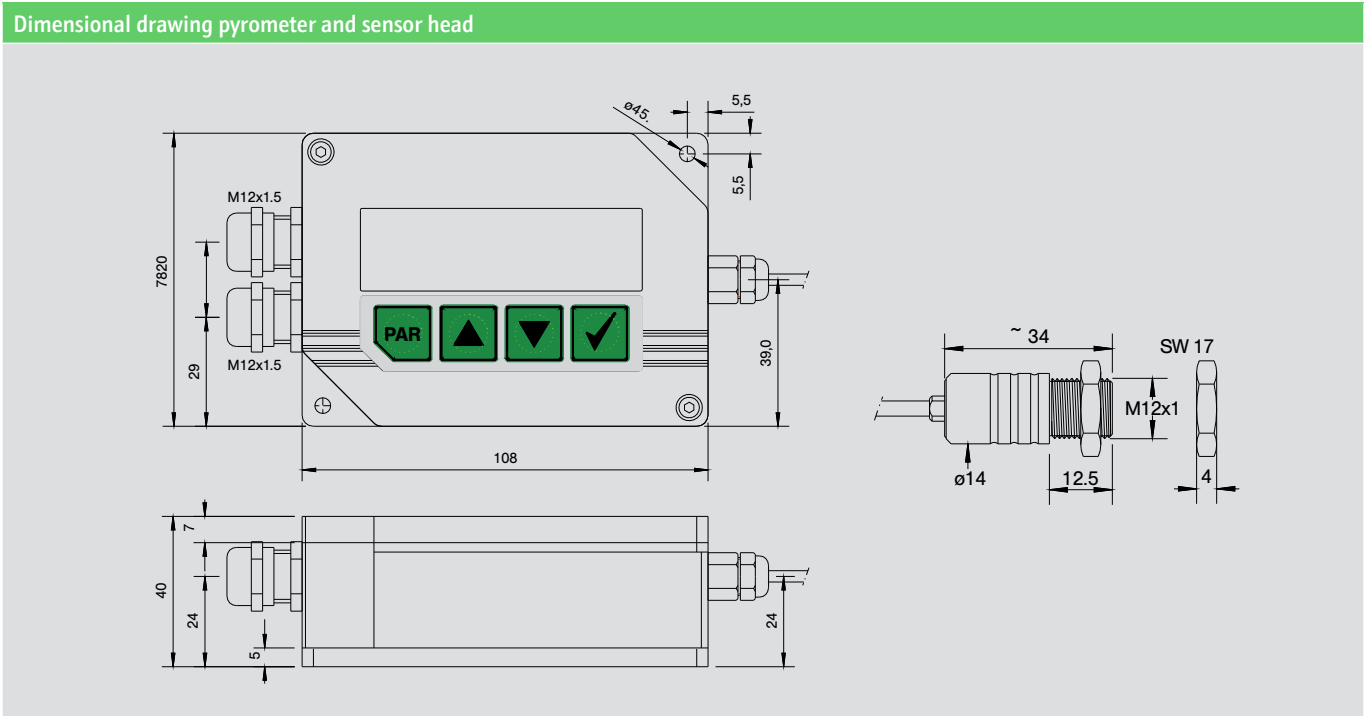 Dimensional drawing pyrometer and sensor head
5,5
ø45.
5,5
M12x1.5
7820
PAR
29
M12x1.5
39,0
108
~ 34
SW 17
M12x1
ø14
12.5
4
7
40
24
5
24